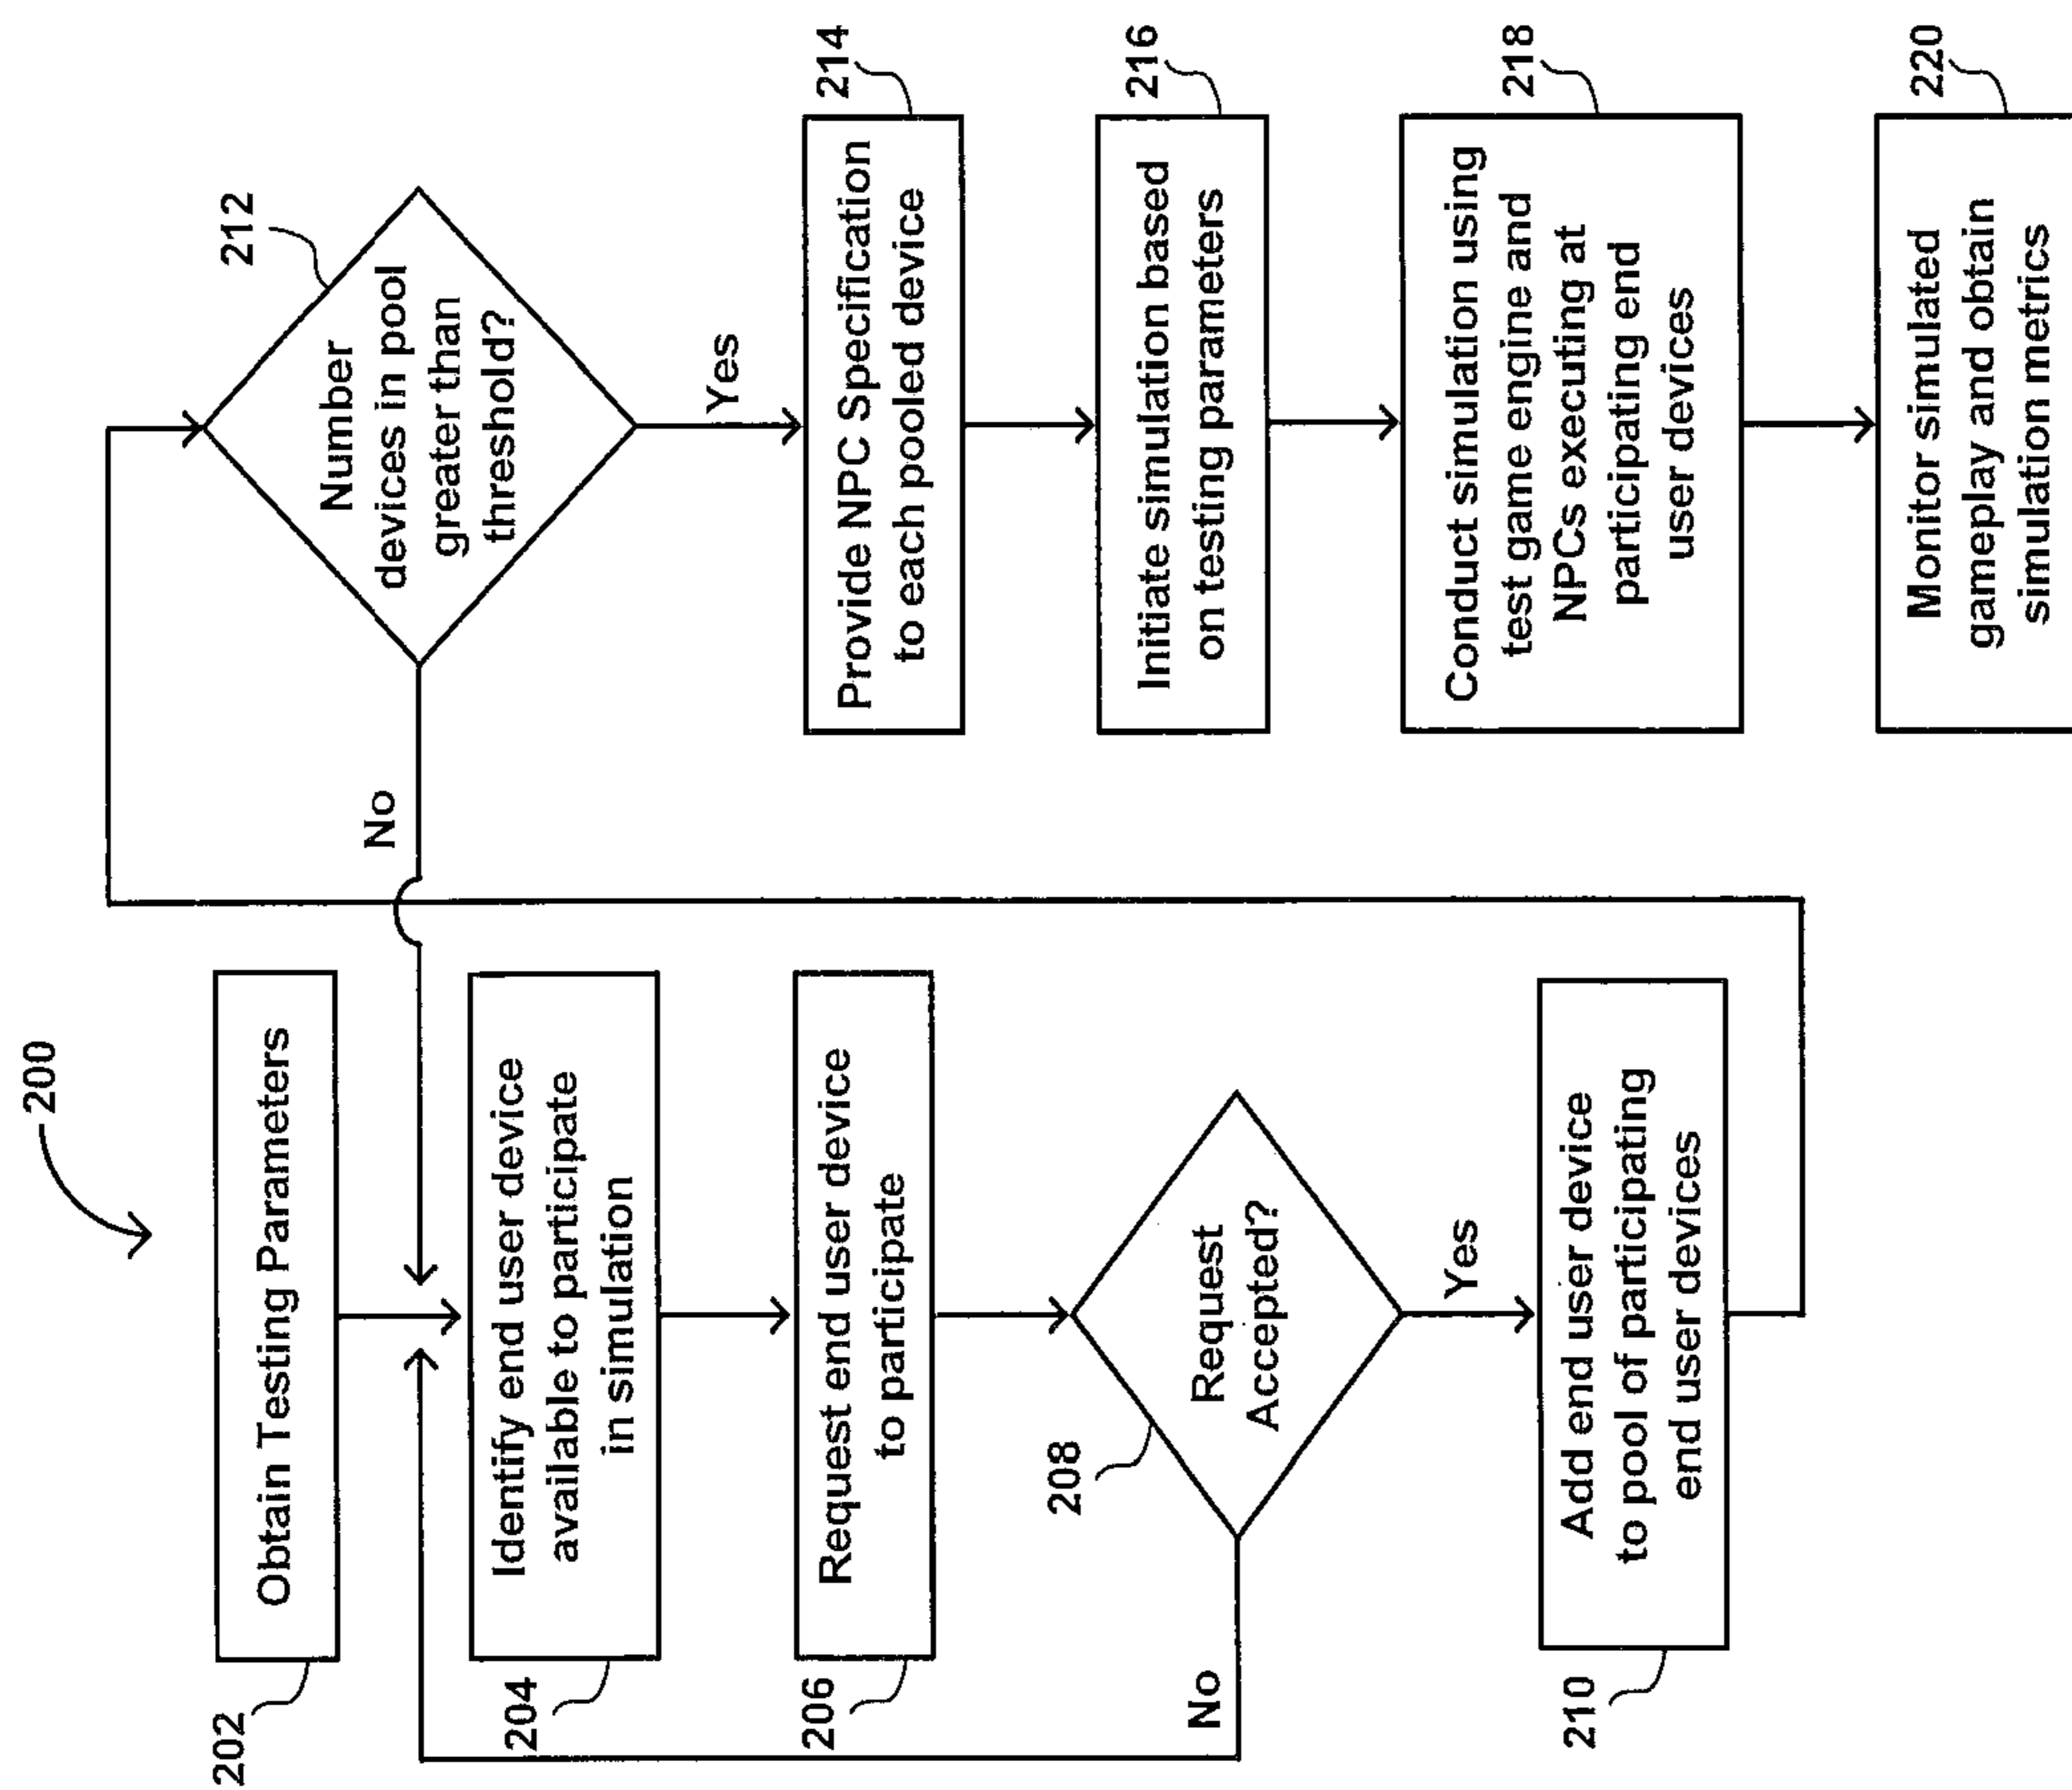 200
202
Obtain Testing Parameters
204
Identify end user device
available to participate
in simulation
206
Request end user device
to participate
208
Request
Accepted?
No
Yes
210
Add end user device
to pool of participating
end user devices
212
Number
devices in pool
greater than
threshold?
No
Yes
214
Provide NPC Specification
to each pooled device
216
Initiate simulation based
on testing parameters
218
Conduct simulation using
test game engine and
NPCs executing at
participating end
user devices
220
Monitor simulated
gameplay and obtain
simulation metrics